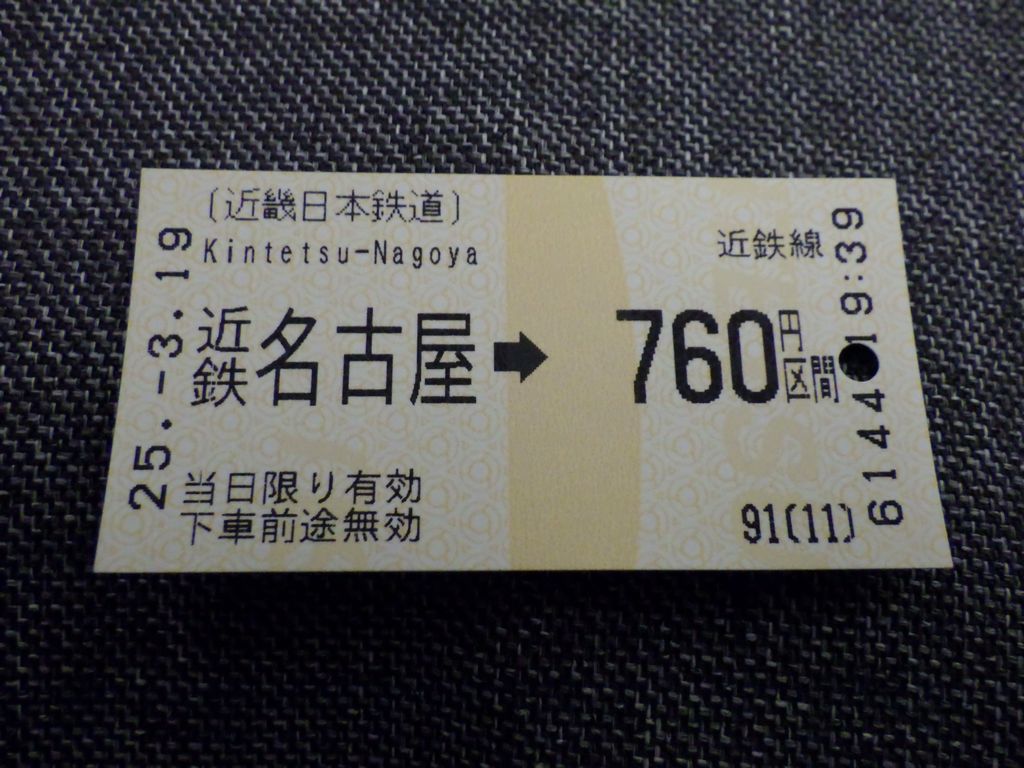 〔近畿日本鉄道〕
Kintetsu-Nagoya
近鉄名古屋➡760円区間
近鉄線
当日限り有効
下車前途無効
91(11)
25.-3.19
6144
19:39